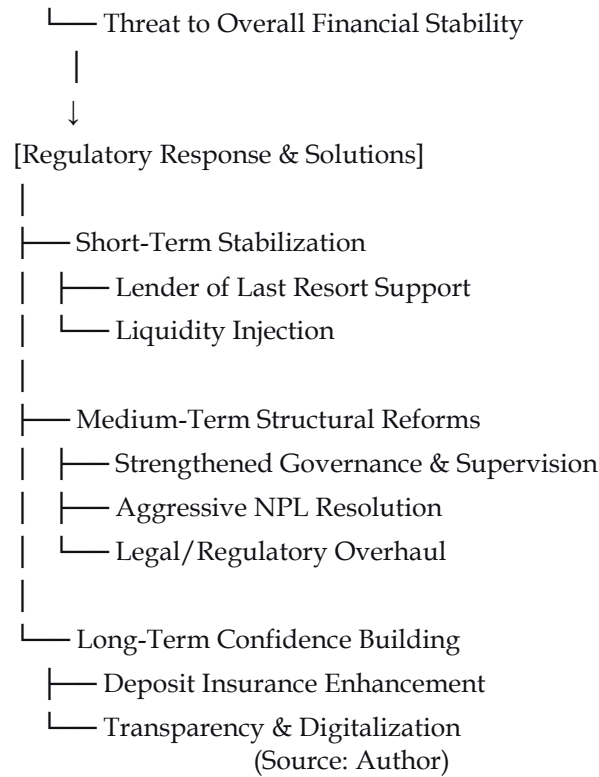 └── Threat to Overall Financial Stability
│
↓
[Regulatory Response & Solutions]
│
├── Short-Term Stabilization
│ ├── Lender of Last Resort Support
│ └── Liquidity Injection
│
├── Medium-Term Structural Reforms
│ ├── Strengthened Governance & Supervision
│ ├── Aggressive NPL Resolution
│ └── Legal/Regulatory Overhaul
│
└── Long-Term Confidence Building
├── Deposit Insurance Enhancement
└── Transparency & Digitalization
(Source: Author)